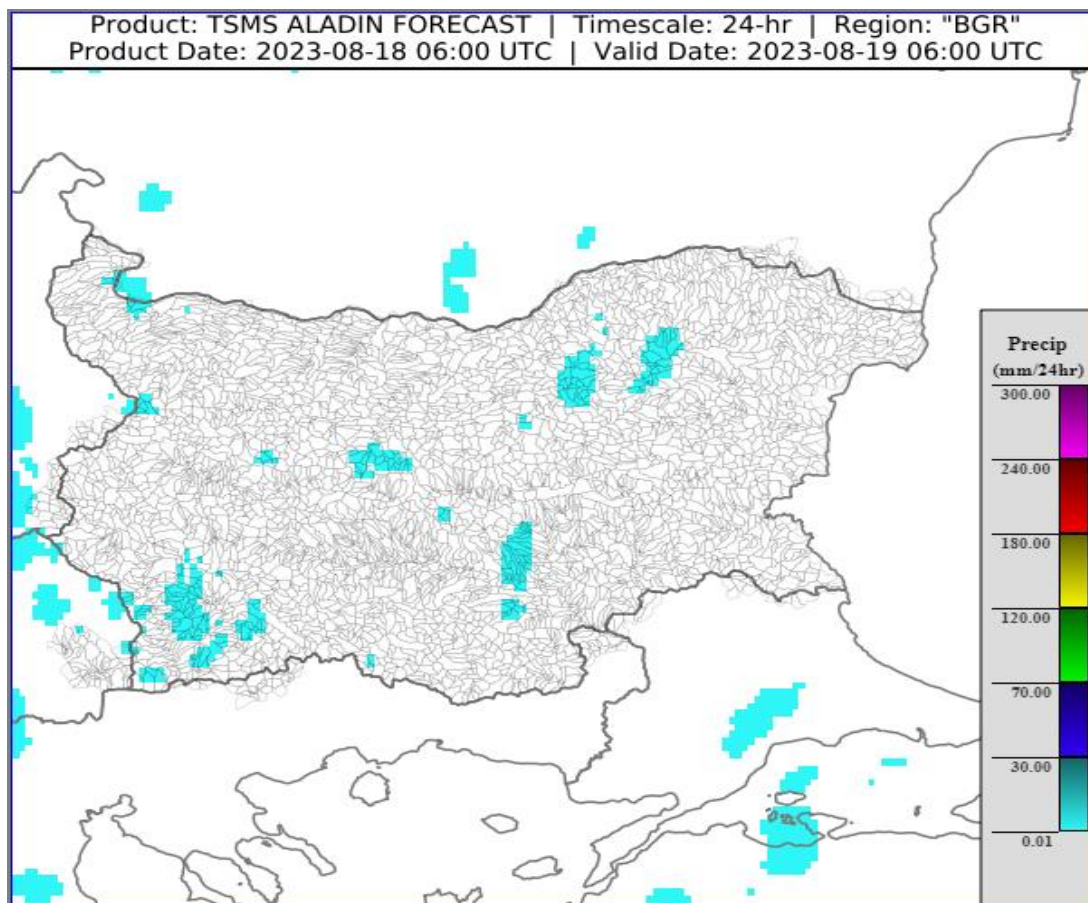 Product: TSMS ALADIN FORECAST | Timescale: 24-hr | Region: "BGR"
Product Date: 2023-08-18 06:00 UTC | Valid Date: 2023-08-19 06:00 UTC
Precip
(mm/24hr)
300.00
240.00
180.00
120.00
70.00
30.00
0.01